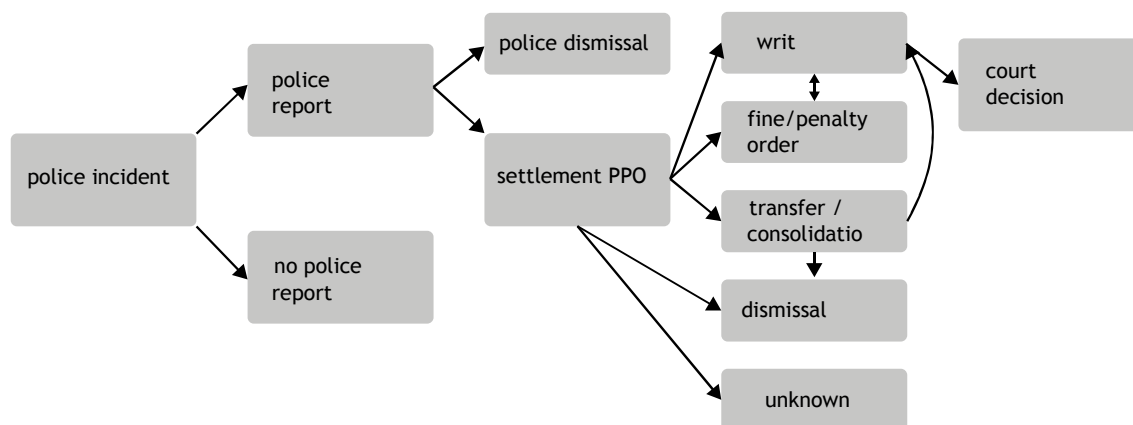 police incident
police
report
no police
report
police dismissal
settlement PPO
writ
fine/penalty
order
transfer /
consolidatio
dismissal
unknown
court
decision